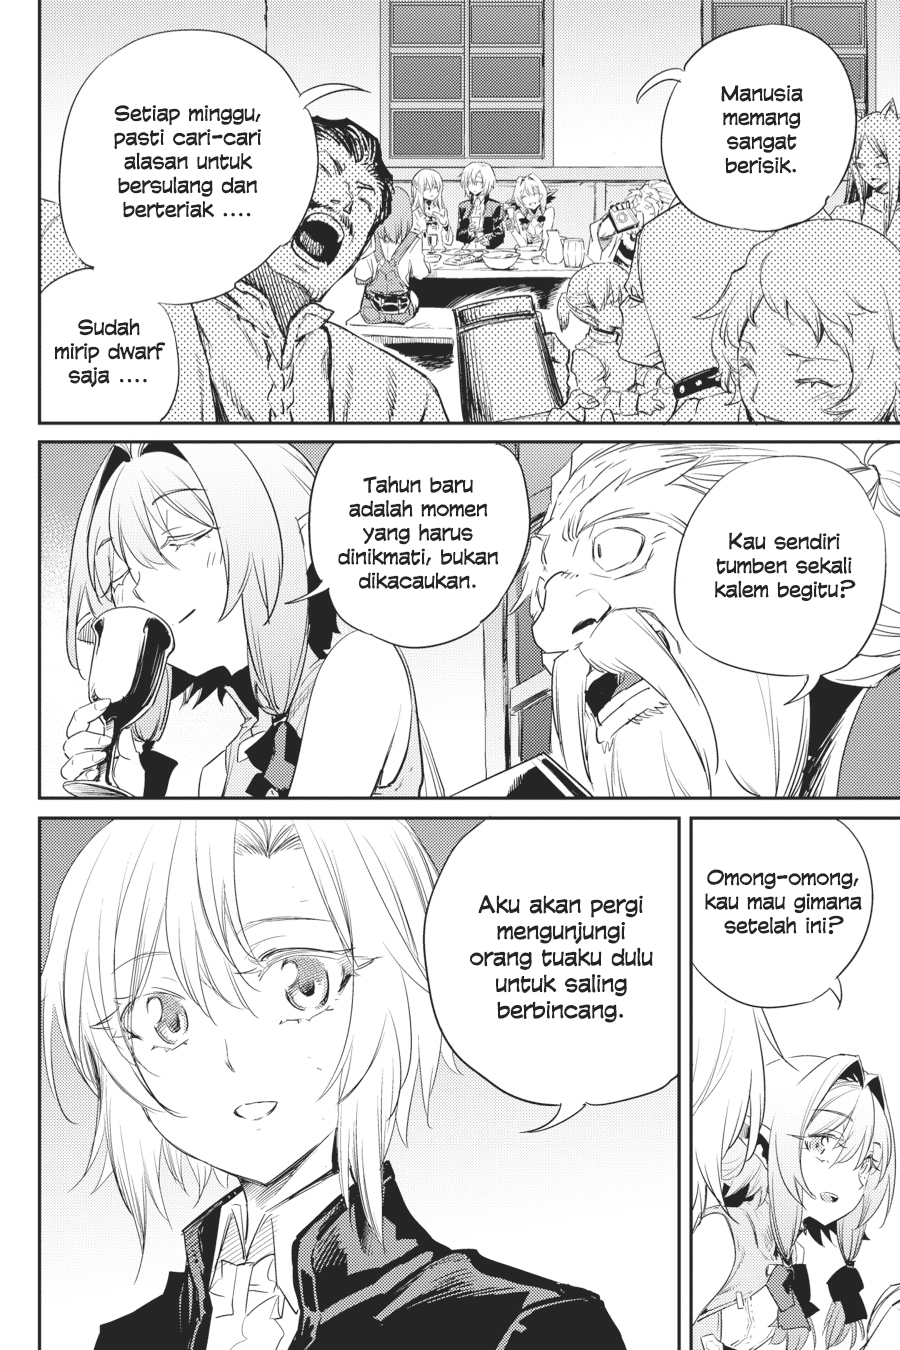 Manusia
memang
sangat
berisik.
Setiap minggu,
pasti cari-cari
alasan untuk
bersulang dan
berteriak ....
Sudah
mirip dwarf
saja ....
Kau sendiri
tumben sekali
kalem begitu?
Tahun baru
adalah momen
yang harus
dinikmati, bukan
dikacaukan.
Omong-omong,
kau mau gimana
setelah ini?
Aku akan pergi
mengunjungi
orang tuaku dulu
untuk saling
berbincang.